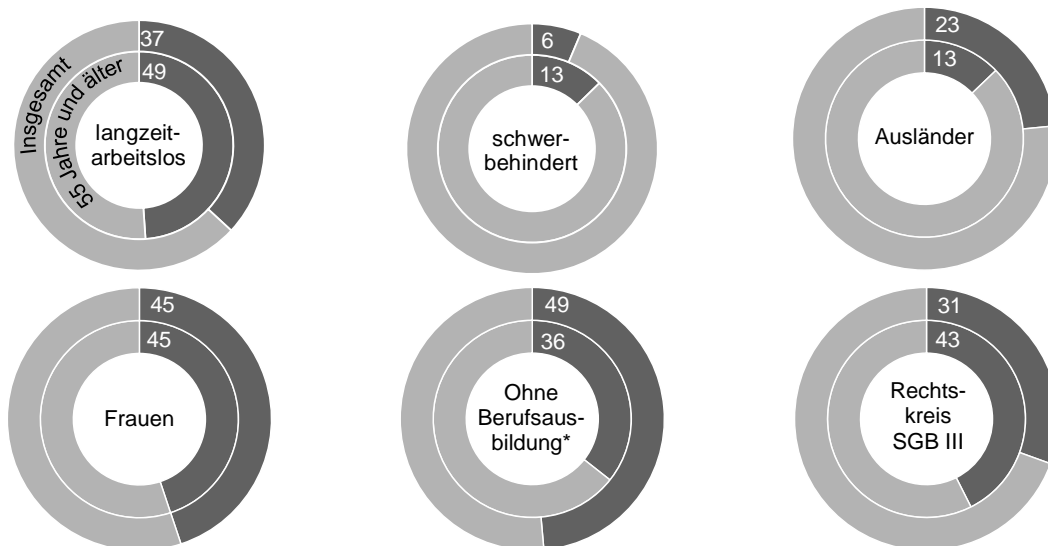 37
49
Insgesamt
55 Jahre und älter
langzeit-
arbeitslos
6
13
schwer-
behindert
23
13
Ausländer
45
45
Frauen
49
36
Ohne
Berufsaus-
bildung*
31
43
Rechts-
kreis
SGB III